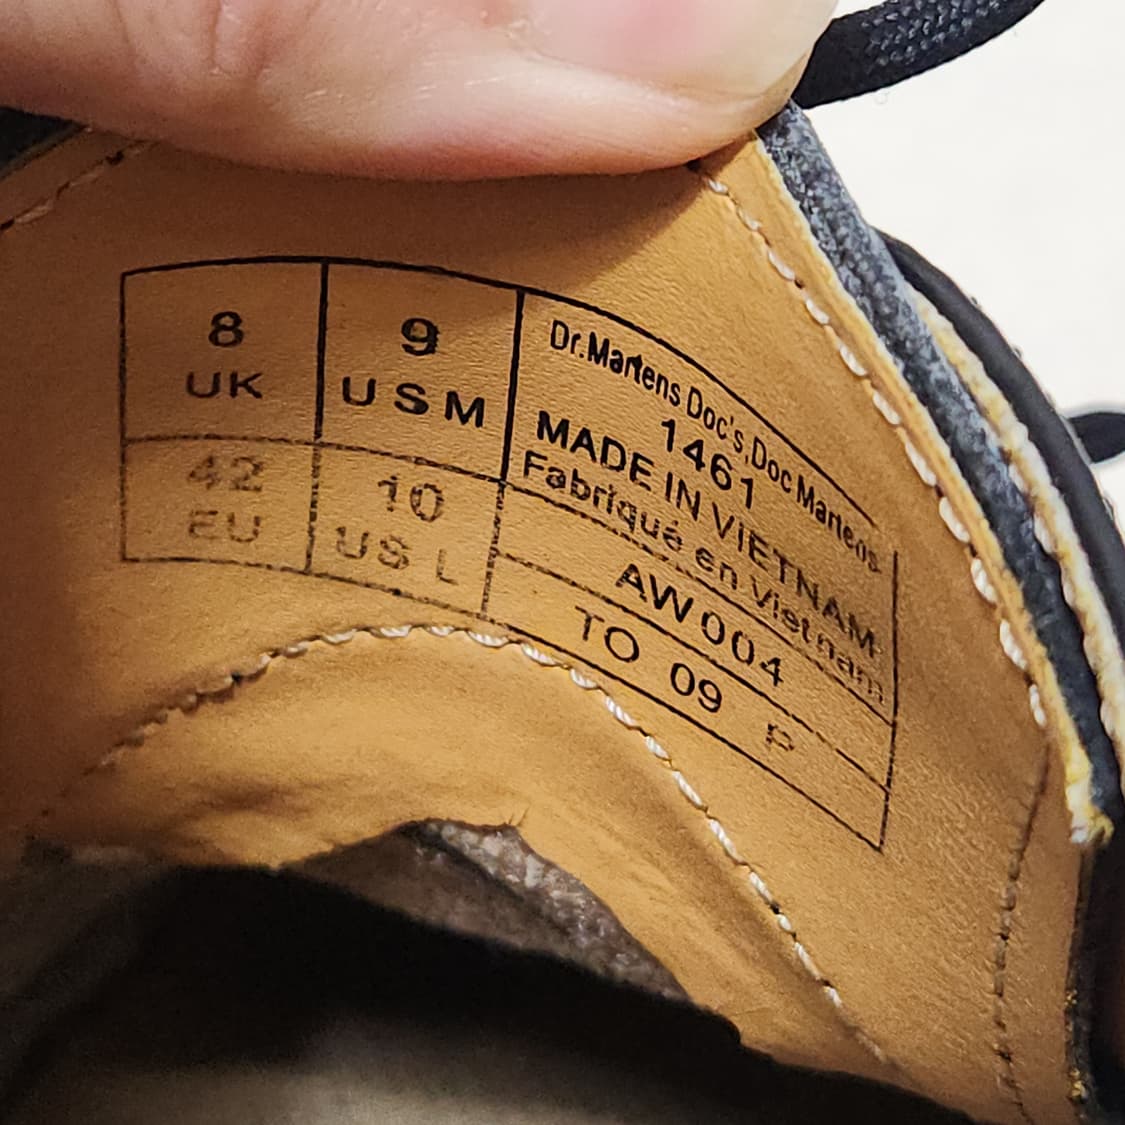 8
UK
9
US M
42
EU
10
US L
Dr.Martens Doc's,Doc Martens
1461
MADE IN VIETNAM
Fabriqué en Vietnam
AW004
TO 09 P